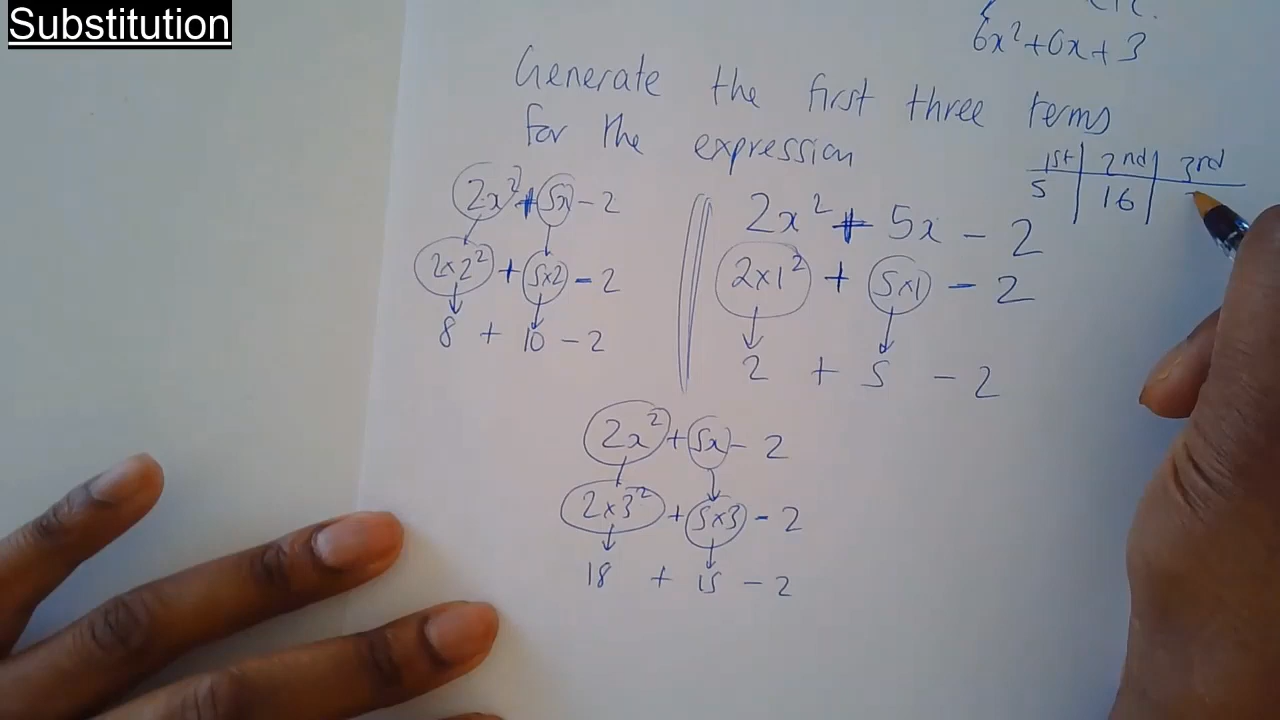 Substitution
6x²+0x+3
Generate the first three terms
for the expression
1st 2nd 3rd
5 16
2x²+5x-2
2x2²+5x2-2
8+10-2
2x²+5x-2
2x1²+5x1-2
2+5-2
2x²+5x-2
2x3²+5x3-2
18+15-2